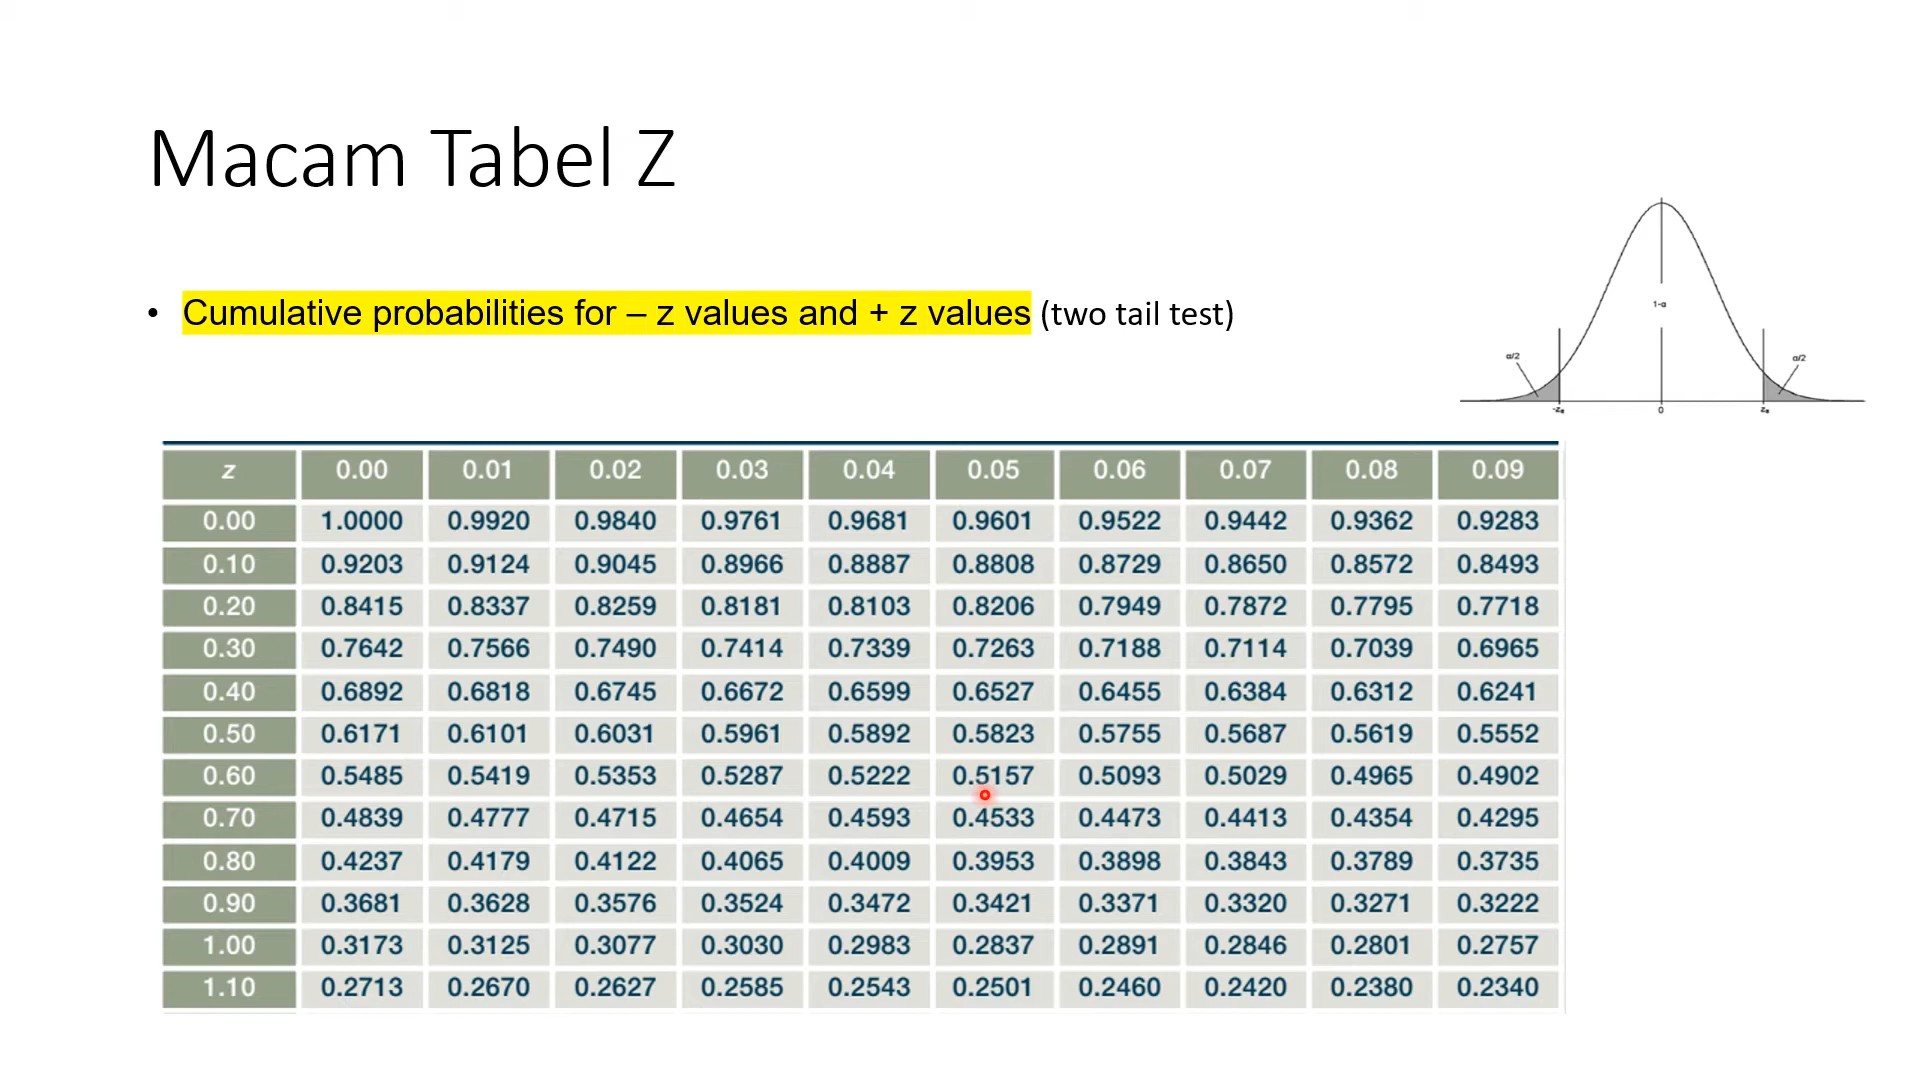 Macam Tabel Z
• Cumulative probabilities for – z values and + z values (two tail test)
1-α
α/2
α/2
-zₐ 0 zₐ
z 0.00 0.01 0.02 0.03 0.04 0.05 0.06 0.07 0.08 0.09
0.00 1.0000 0.9920 0.9840 0.9761 0.9681 0.9601 0.9522 0.9442 0.9362 0.9283
0.10 0.9203 0.9124 0.9045 0.8966 0.8887 0.8808 0.8729 0.8650 0.8572 0.8493
0.20 0.8415 0.8337 0.8259 0.8181 0.8103 0.8206 0.7949 0.7872 0.7795 0.7718
0.30 0.7642 0.7566 0.7490 0.7414 0.7339 0.7263 0.7188 0.7114 0.7039 0.6965
0.40 0.6892 0.6818 0.6745 0.6672 0.6599 0.6527 0.6455 0.6384 0.6312 0.6241
0.50 0.6171 0.6101 0.6031 0.5961 0.5892 0.5823 0.5755 0.5687 0.5619 0.5552
0.60 0.5485 0.5419 0.5353 0.5287 0.5222 0.5157 0.5093 0.5029 0.4965 0.4902
0.70 0.4839 0.4777 0.4715 0.4654 0.4593 0.4533 0.4473 0.4413 0.4354 0.4295
0.80 0.4237 0.4179 0.4122 0.4065 0.4009 0.3953 0.3898 0.3843 0.3789 0.3735
0.90 0.3681 0.3628 0.3576 0.3524 0.3472 0.3421 0.3371 0.3320 0.3271 0.3222
1.00 0.3173 0.3125 0.3077 0.3030 0.2983 0.2837 0.2891 0.2846 0.2801 0.2757
1.10 0.2713 0.2670 0.2627 0.2585 0.2543 0.2501 0.2460 0.2420 0.2380 0.2340